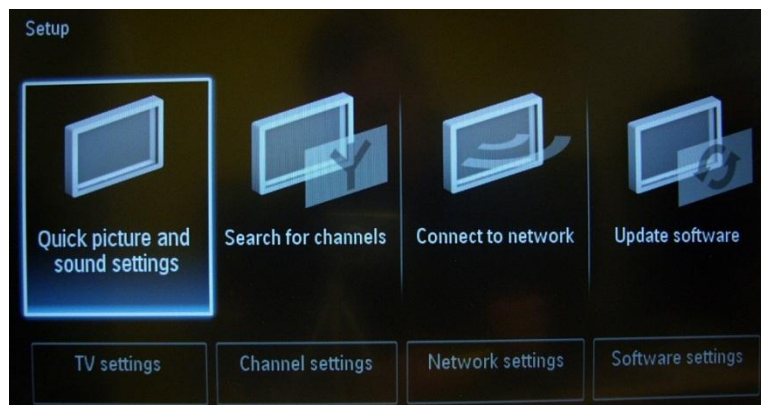 Setup
Quick picture and
sound settings
Search for channels
Connect to network
Update software
TV settings
Channel settings
Network settings
Software settings